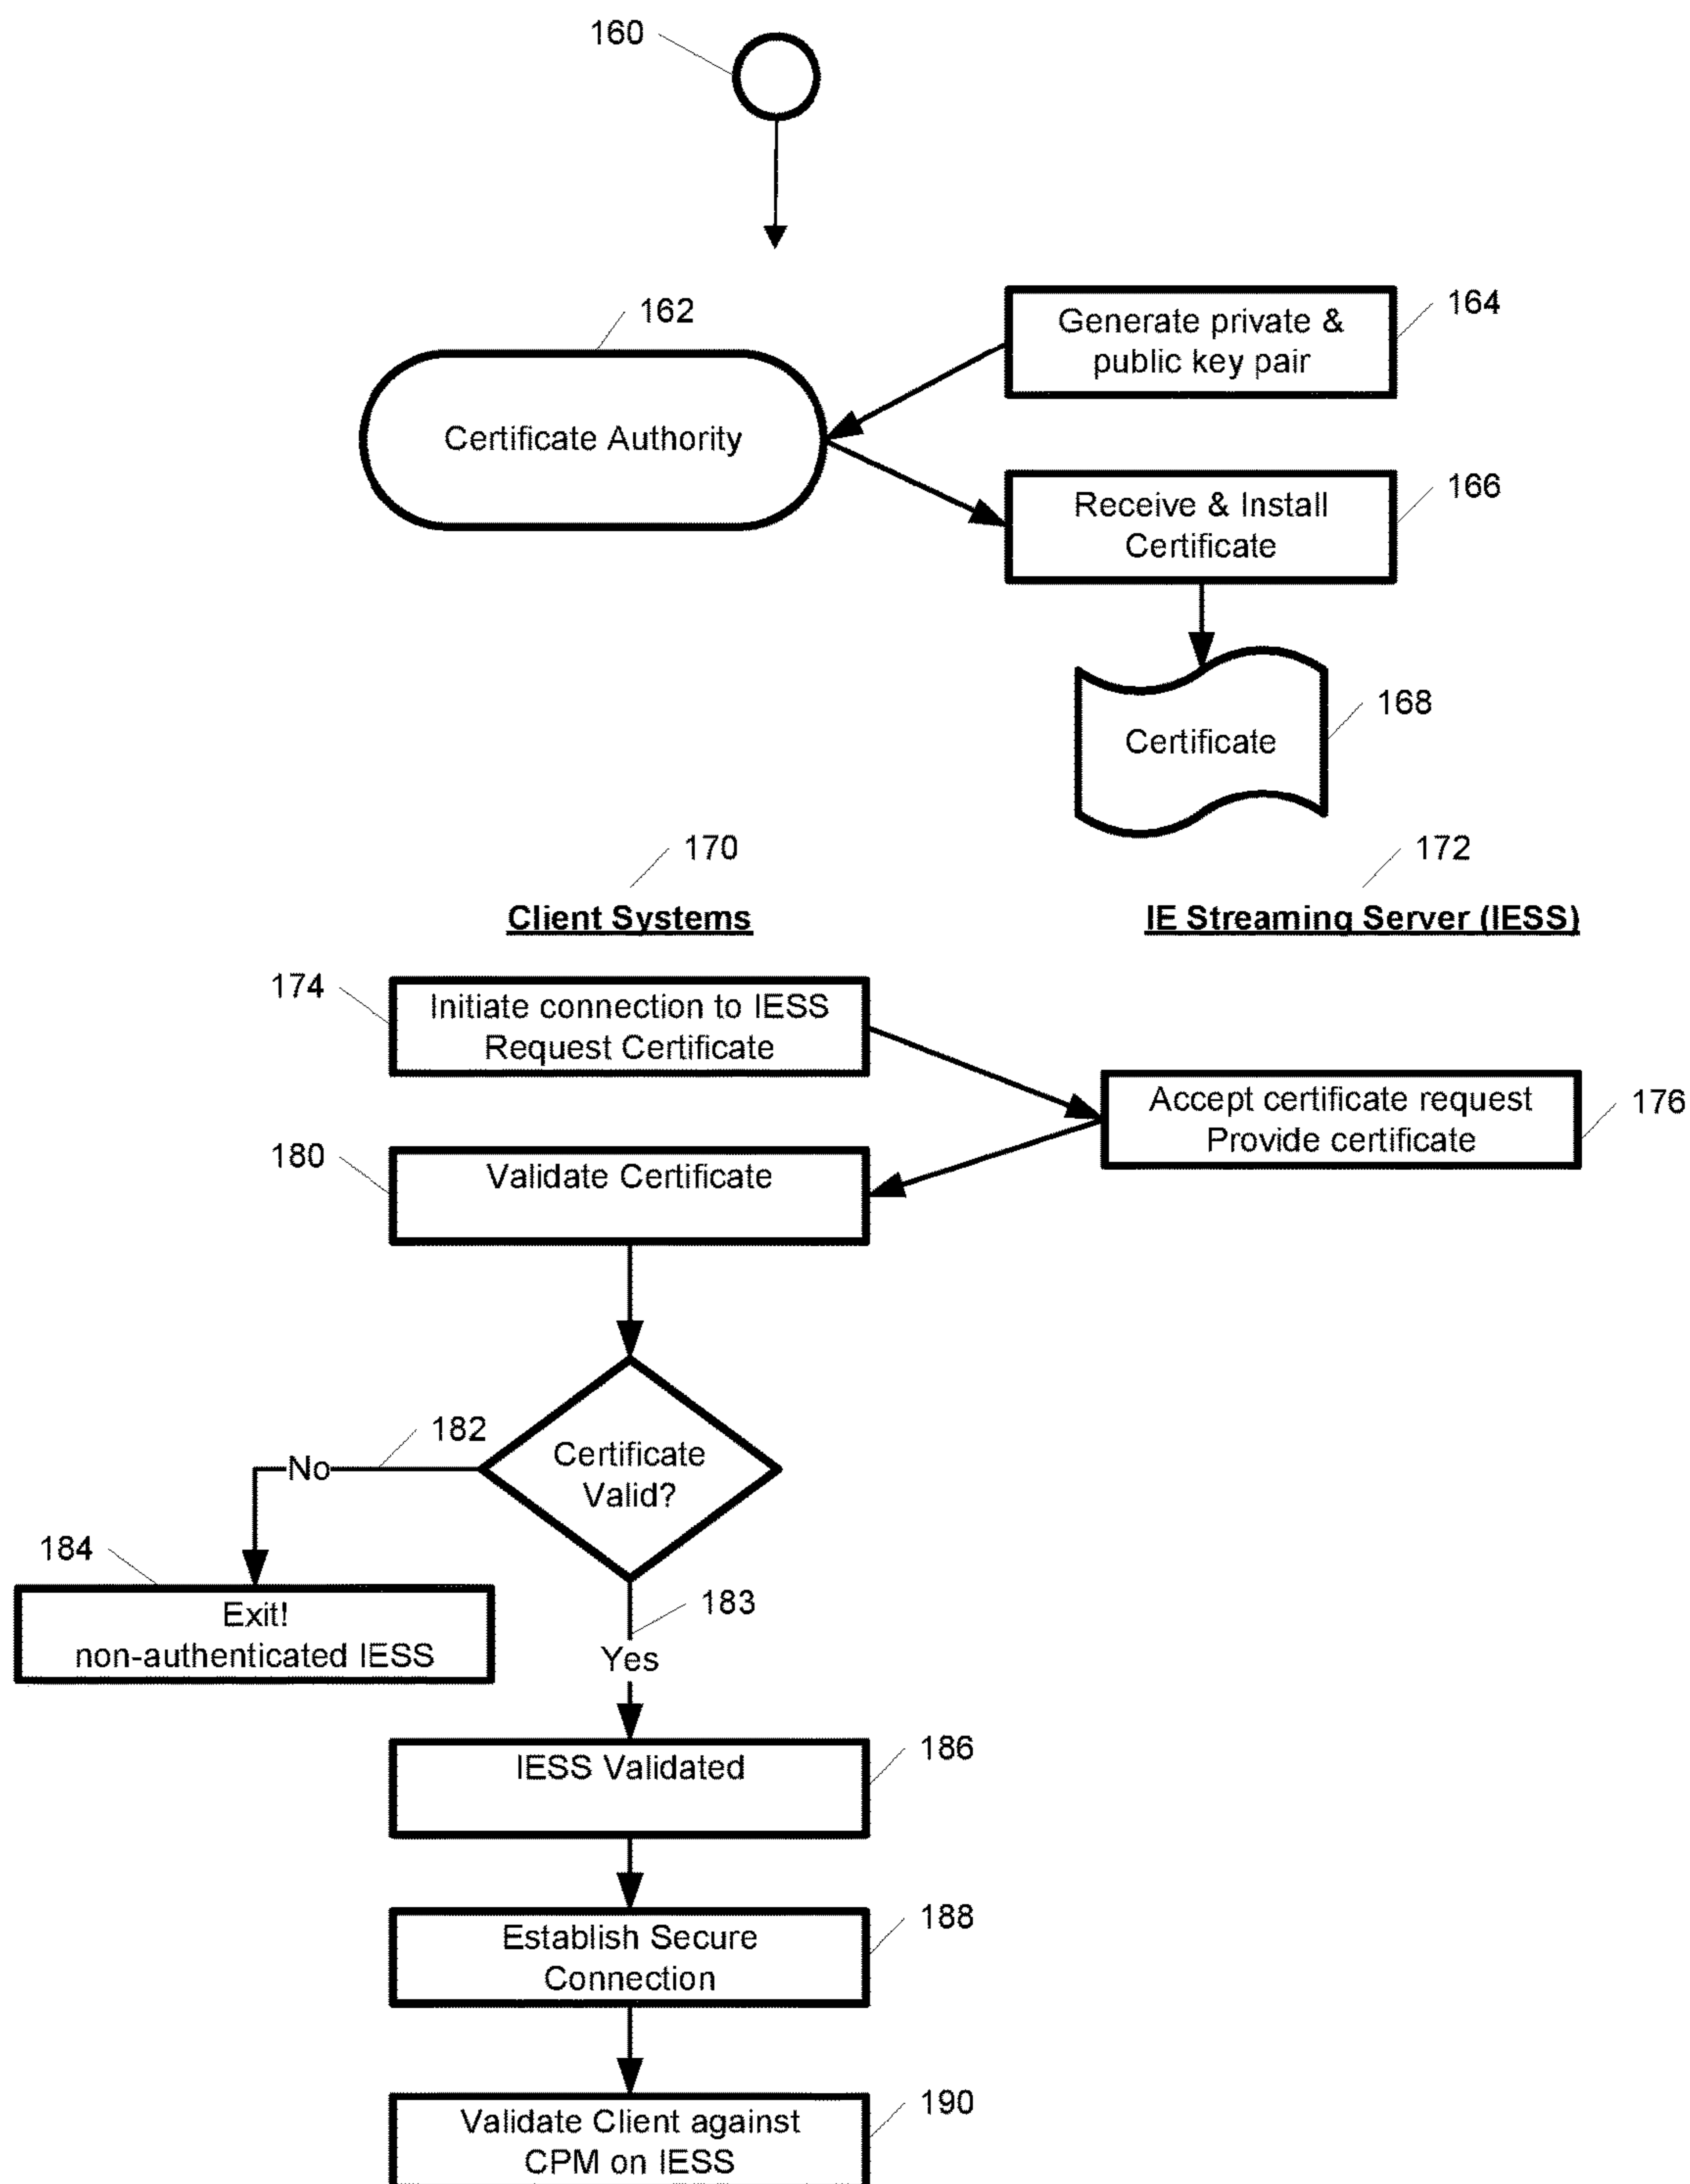 160
162
Generate private &
public key pair
164
Certificate Authority
Receive & Install
Certificate
166
Certificate
168
170
172
Client Systems
IE Streaming Server (IESS)
174
Initiate connection to IESS
Request Certificate
Accept certificate request
Provide certificate
176
180
Validate Certificate
182
No
Certificate
Valid?
184
Exit!
non-authenticated IESS
183
Yes
IESS Validated
186
Establish Secure
Connection
188
Validate Client against
CPM on IESS
190